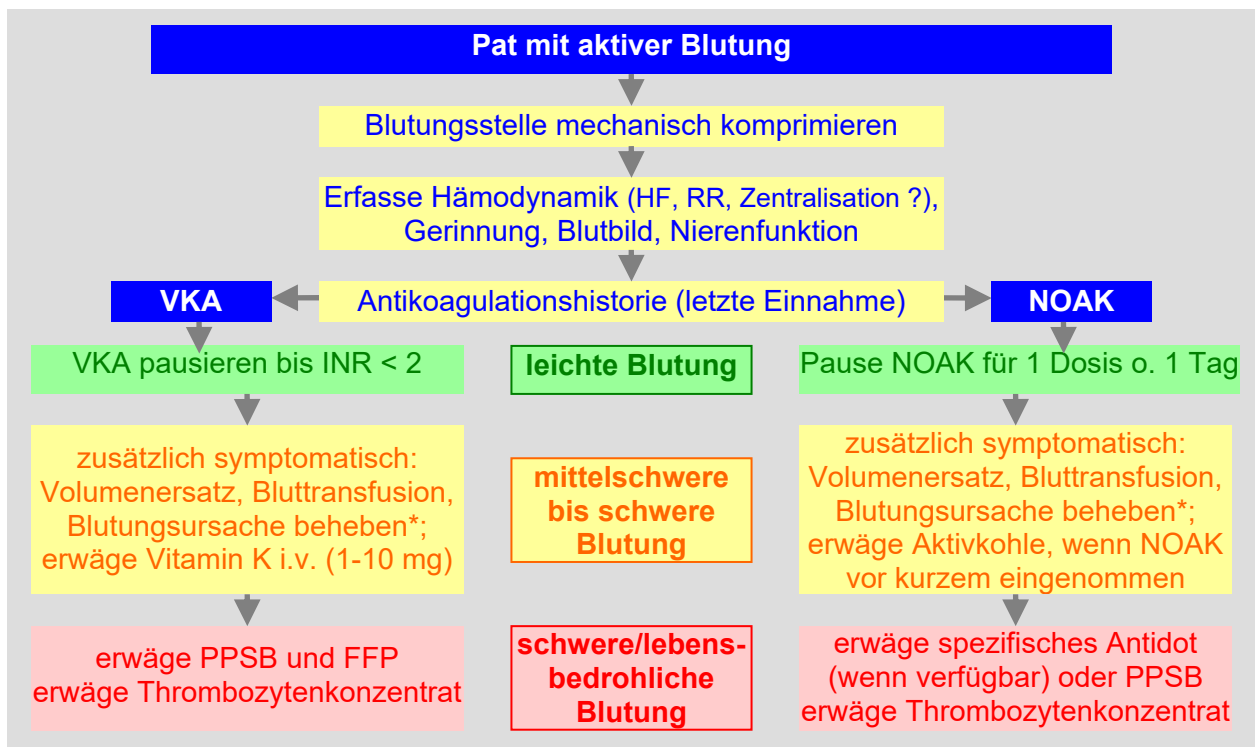 Pat mit aktiver Blutung
Blutungsstelle mechanisch komprimieren
Erfasse Hämodynamik (HF, RR, Zentralisation ?),
Gerinnung, Blutbild, Nierenfunktion
VKA
Antikoagulationshistorie (letzte Einnahme)
NOAK
VKA pausieren bis INR < 2
leichte Blutung
Pause NOAK für 1 Dosis o. 1 Tag
zusätzlich symptomatisch:
Volumenersatz, Bluttransfusion,
Blutungsursache beheben*;
erwäge Vitamin K i.v. (1-10 mg)
mittelschwere
bis schwere
Blutung
zusätzlich symptomatisch:
Volumenersatz, Bluttransfusion,
Blutungsursache beheben*;
erwäge Aktivkohle, wenn NOAK
vor kurzem eingenommen
erwäge PPSB und FFP
erwäge Thrombozytenkonzentrat
schwere/lebens-
bedrohliche
Blutung
erwäge spezifisches Antidot
(wenn verfügbar) oder PPSB
erwäge Thrombozytenkonzentrat